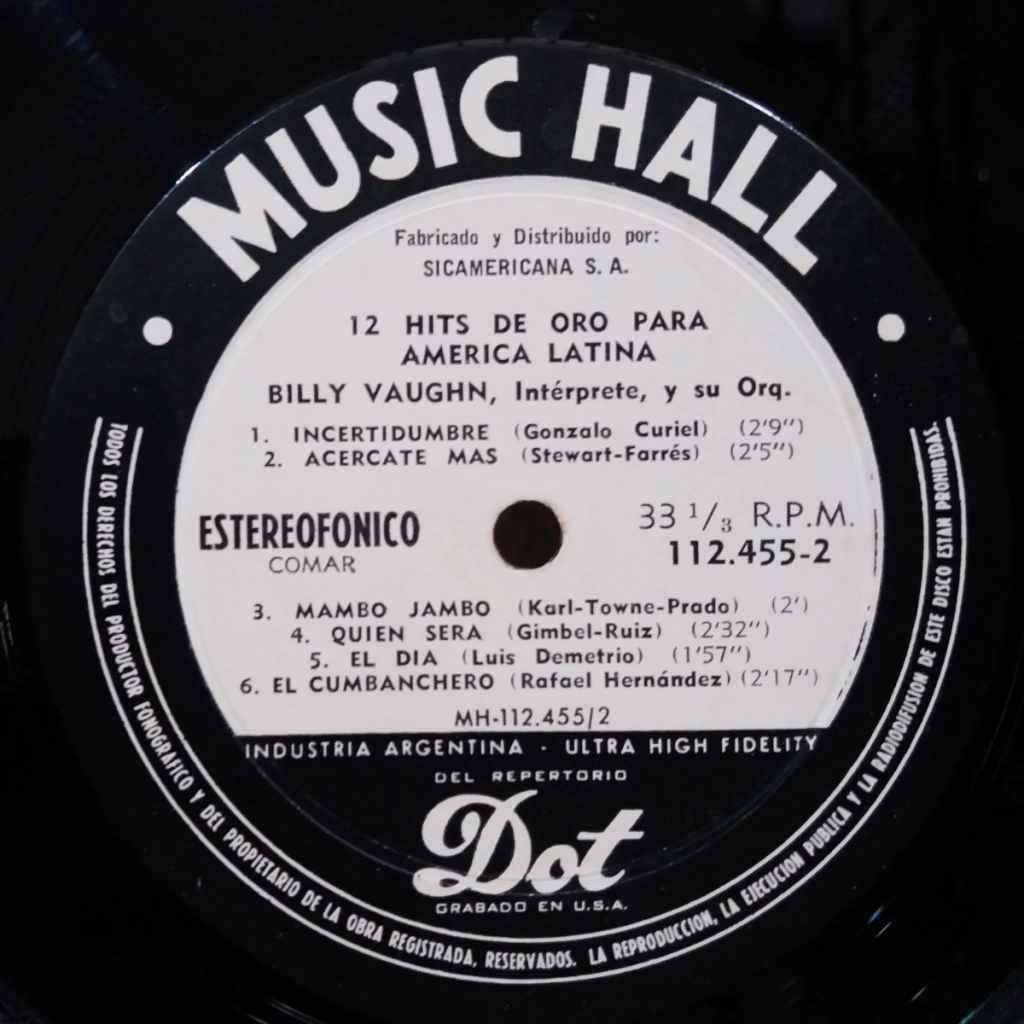 MUSIC HALL
Fabricado y Distribuido por:
SICAMERICANA S. A.
12 HITS DE ORO PARA
AMERICA LATINA
BILLY VAUGHN, Intérprete, y su Orq.
1. INCERTIDUMBRE (Gonzalo Curiel) (2'9")
2. ACERCATE MAS (Stewart-Farrés) (2'5")
ESTEREOFONICO
COMAR
33 1/3 R.P.M.
112.455-2
3. MAMBO JAMBO (Karl-Towne-Prado) (2')
4. QUIEN SERA (Gimbel-Ruiz) (2'32")
5. EL DIA (Luis Demetrio) (1'57")
6. EL CUMBANCHERO (Rafael Hernández) (2'17")
MH-112.455/2
INDUSTRIA ARGENTINA - ULTRA HIGH FIDELITY
DEL REPERTORIO
Dot
GRABADO EN U.S.A.
TODOS LOS DERECHOS DEL PRODUCTOR FONOGRAFICO Y DEL PROPIETARIO DE LA OBRA REGISTRADA, RESERVADOS. LA REPRODUCCION, LA EJECUCION PUBLICA Y LA RADIODIFUSION DE ESTE DISCO ESTAN PROHIBIDAS.